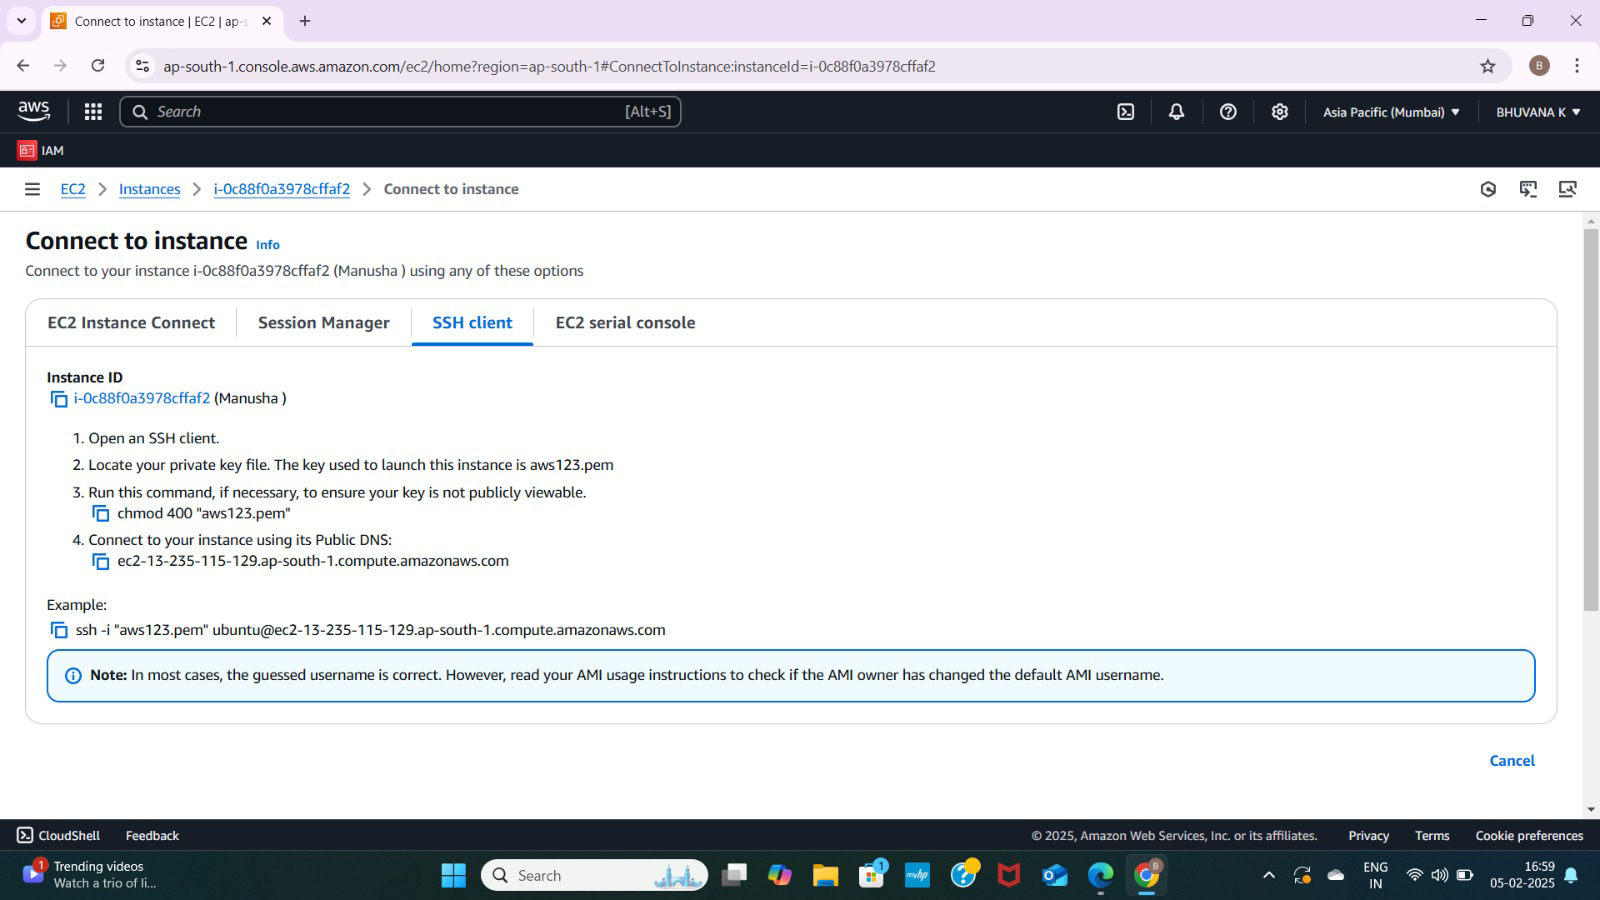 Connect to instance | EC2 | ap-s
ap-south-1.console.aws.amazon.com/ec2/home?region=ap-south-1#ConnectToInstance:instanceId=i-0c88f0a3978cffaf2
B
aws
Search
[Alt+S]
Asia Pacific (Mumbai)
BHUVANA K
IAM
EC2
Instances
i-0c88f0a3978cffaf2
Connect to instance
Connect to instance Info
Connect to your instance i-0c88f0a3978cffaf2 (Manusha ) using any of these options
EC2 Instance Connect
Session Manager
SSH client
EC2 serial console
Instance ID
i-0c88f0a3978cffaf2 (Manusha )
1. Open an SSH client.
2. Locate your private key file. The key used to launch this instance is aws123.pem
3. Run this command, if necessary, to ensure your key is not publicly viewable.
chmod 400 "aws123.pem"
4. Connect to your instance using its Public DNS:
ec2-13-235-115-129.ap-south-1.compute.amazonaws.com
Example:
ssh -i "aws123.pem" ubuntu@ec2-13-235-115-129.ap-south-1.compute.amazonaws.com
Note: In most cases, the guessed username is correct. However, read your AMI usage instructions to check if the AMI owner has changed the default AMI username.
Cancel
CloudShell
Feedback
© 2025, Amazon Web Services, Inc. or its affiliates.
Privacy
Terms
Cookie preferences
1
Trending videos
Watch a trio of li...
Search
1
myhp
B
ENG
IN
16:59
05-02-2025